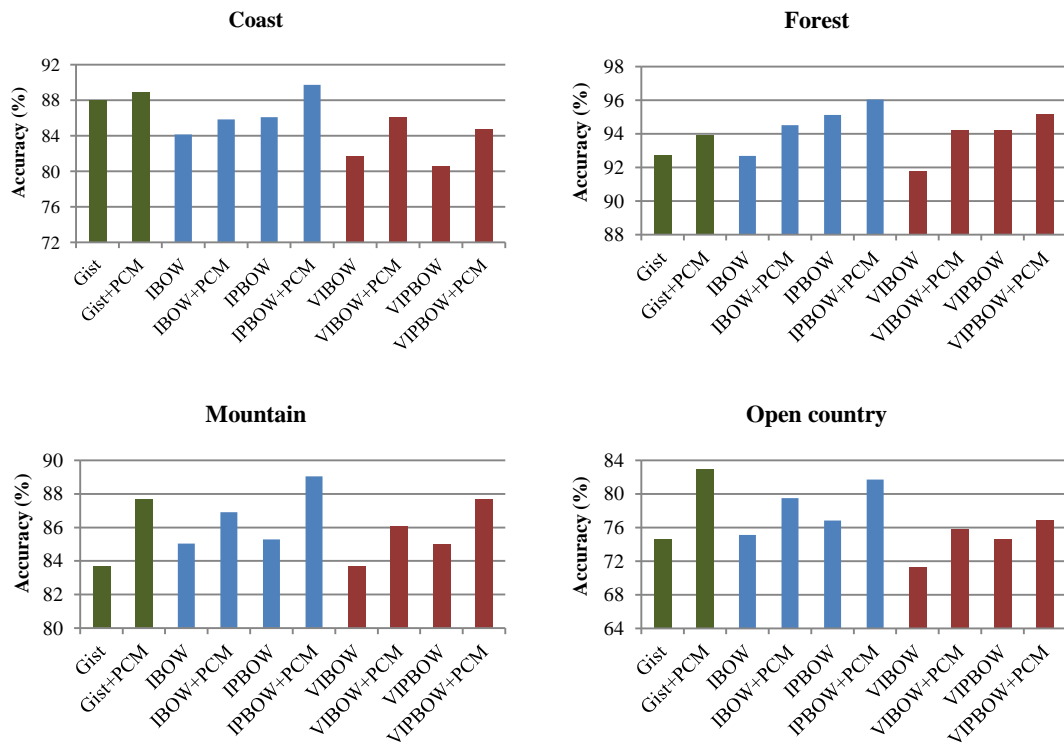 Coast
Accuracy (%)
92
88
84
80
76
72
Gist
Gist+PCM
IBOW
IBOW+PCM
IPBOW
IPBOW+PCM
VIBOW
VIBOW+PCM
VIPBOW
VIPBOW+PCM
Forest
Accuracy (%)
98
96
94
92
90
88
Gist
Gist+PCM
IBOW
IBOW+PCM
IPBOW
IPBOW+PCM
VIBOW
VIBOW+PCM
VIPBOW
VIPBOW+PCM
Mountain
Accuracy (%)
90
88
86
84
82
80
Gist
Gist+PCM
IBOW
IBOW+PCM
IPBOW
IPBOW+PCM
VIBOW
VIBOW+PCM
VIPBOW
VIPBOW+PCM
Open country
Accuracy (%)
84
80
76
72
68
64
Gist
Gist+PCM
IBOW
IBOW+PCM
IPBOW
IPBOW+PCM
VIBOW
VIBOW+PCM
VIPBOW
VIPBOW+PCM